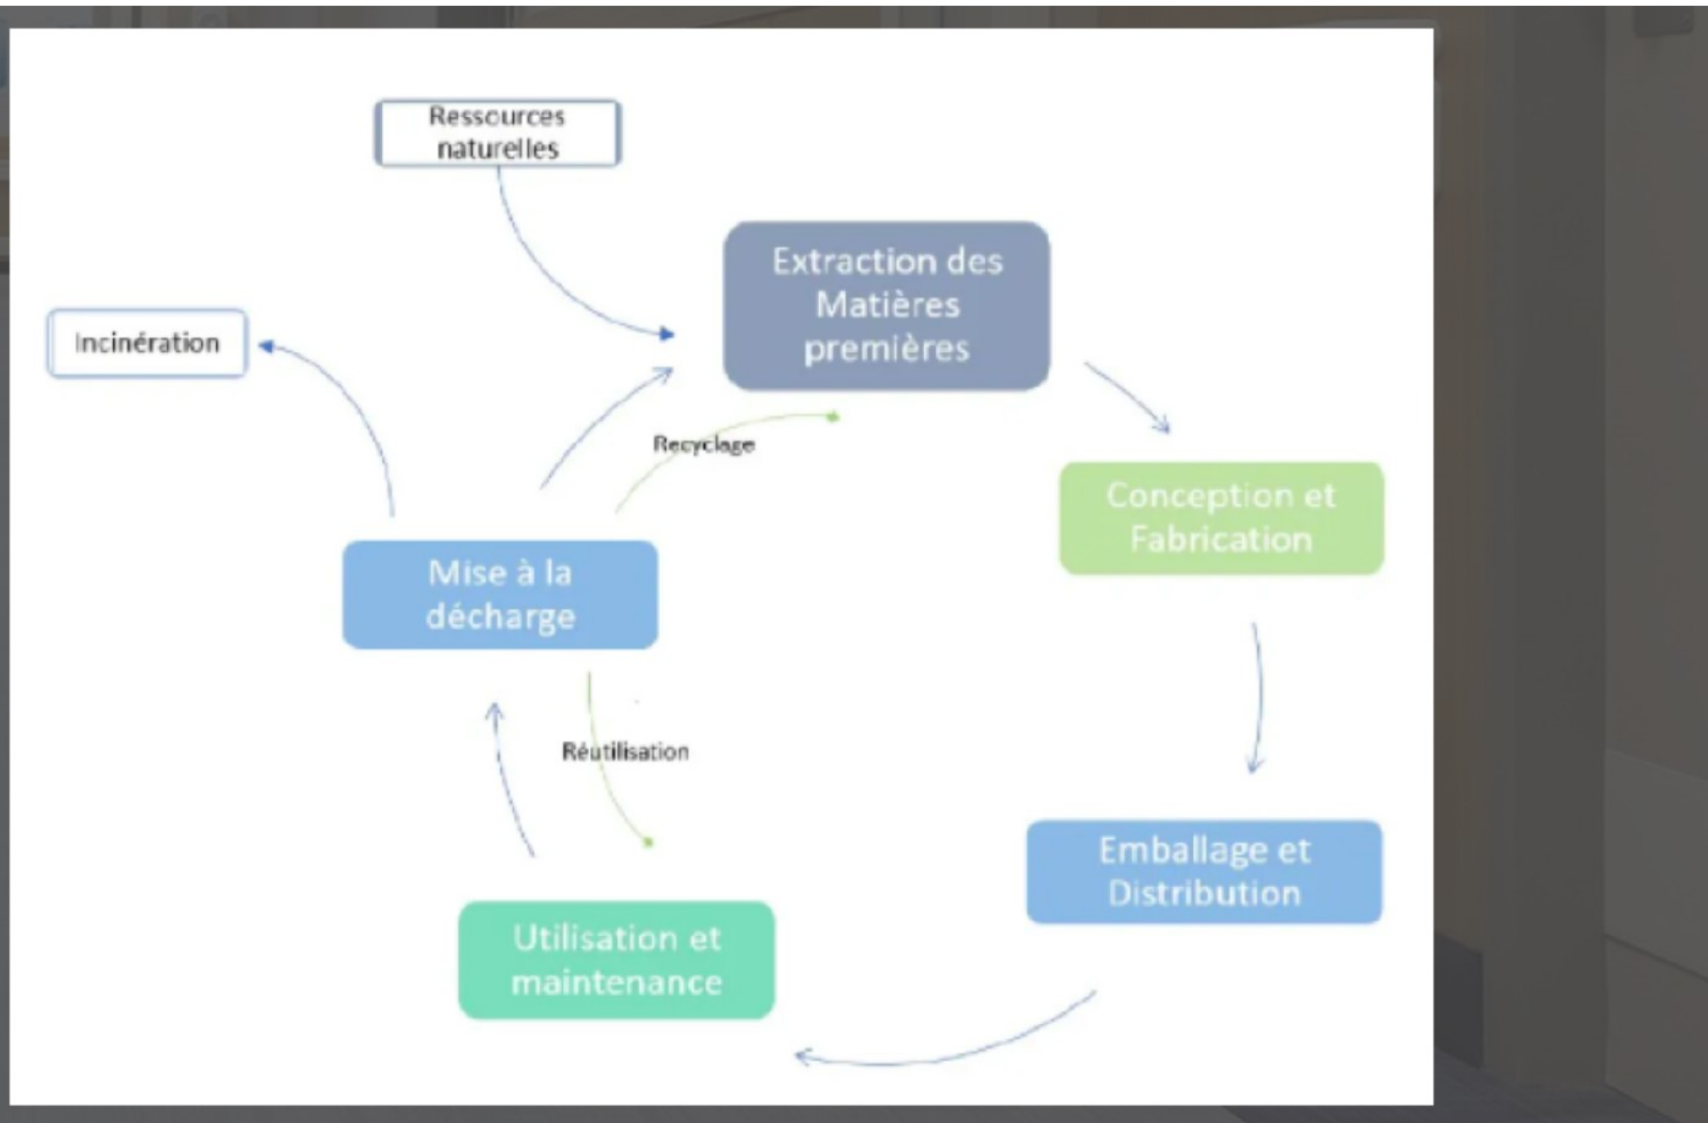 Ressources
naturelles
Extraction des
Matières
premières
Incinération
Recyclage
Conception et
Fabrication
Mise à la
décharge
Réutilisation
Emballage et
Distribution
Utilisation et
maintenance